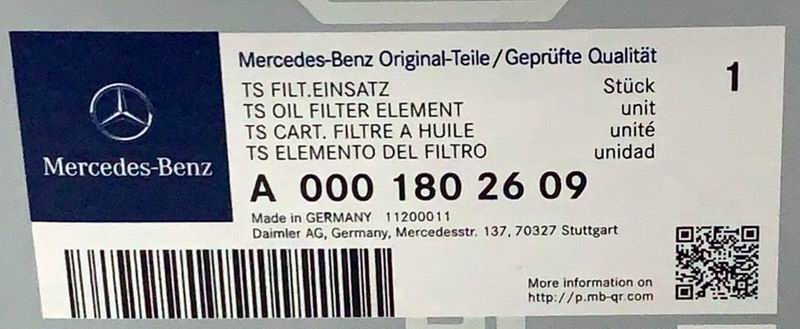 Mercedes-Benz
Mercedes-Benz Original-Teile/Geprüfte Qualität
TS FILT.EINSATZ Stück 1
TS OIL FILTER ELEMENT unit
TS CART. FILTRE A HUILE unité
TS ELEMENTO DEL FILTRO unidad
A 000 180 26 09
Made in GERMANY 11200011
Daimler AG, Germany, Mercedesstr. 137, 70327 Stuttgart
More information on
http://p.mb-qr.com